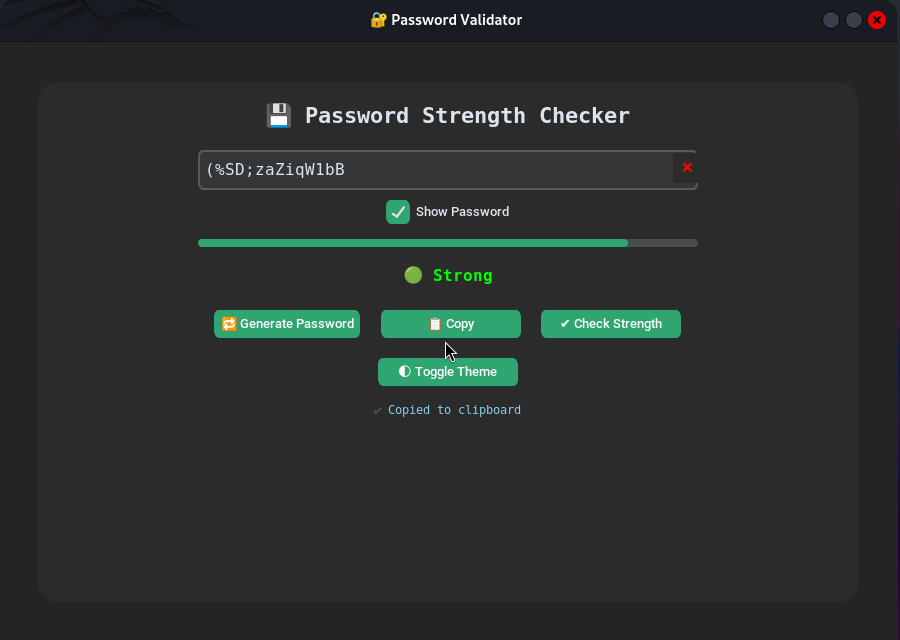 🔐 Password Validator
💾 Password Strength Checker
(%SD;zaZiqW1bB
Show Password
🟢 Strong
🔁 Generate Password
📋 Copy
✔ Check Strength
🌓 Toggle Theme
✅ Copied to clipboard